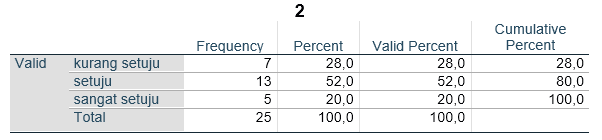 2
Frequency Percent Valid Percent Cumulative Percent
Valid kurang setuju 7 28,0 28,0 28,0
setuju 13 52,0 52,0 80,0
sangat setuju 5 20,0 20,0 100,0
Total 25 100,0 100,0